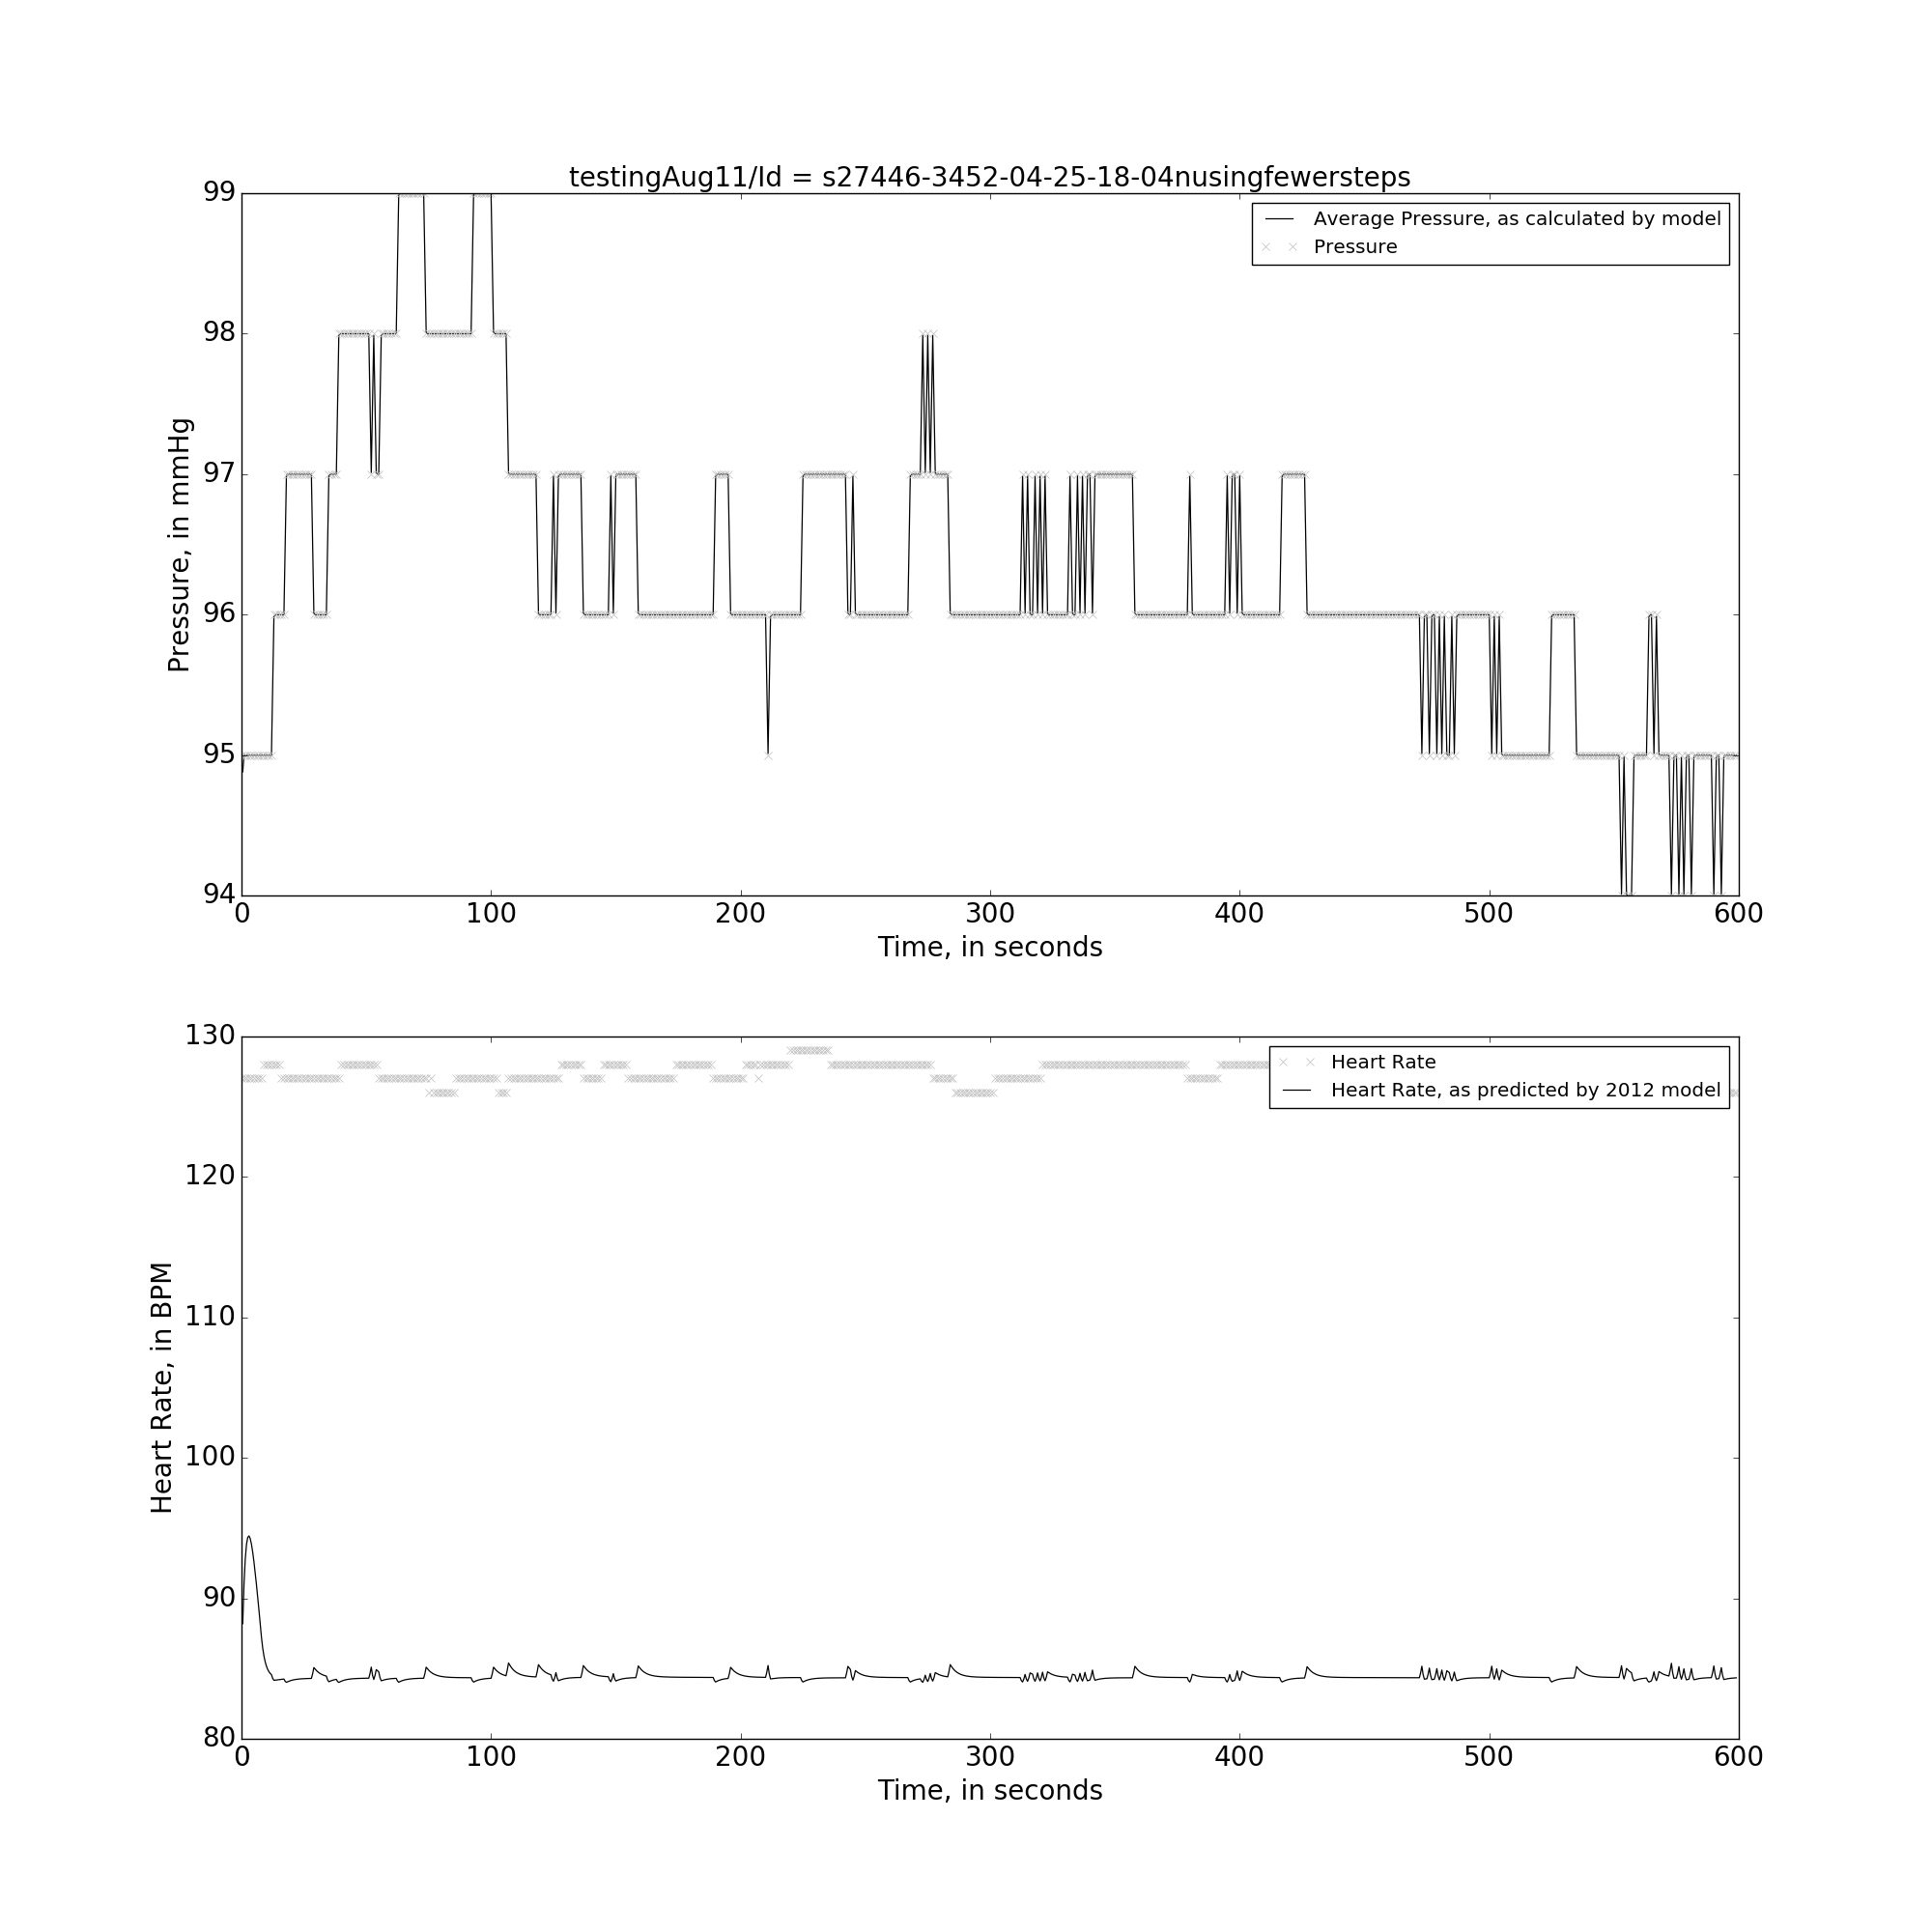 testingAug11/Id = s27446-3452-04-25-18-04nusingfewersteps
99
98
97
96
95
94
Pressure, in mmHg
Average Pressure, as calculated by model
Pressure
0 100 200 300 400 500 600
Time, in seconds
130
120
110
100
90
80
Heart Rate, in BPM
Heart Rate
Heart Rate, as predicted by 2012 model
0 100 200 300 400 500 600
Time, in seconds